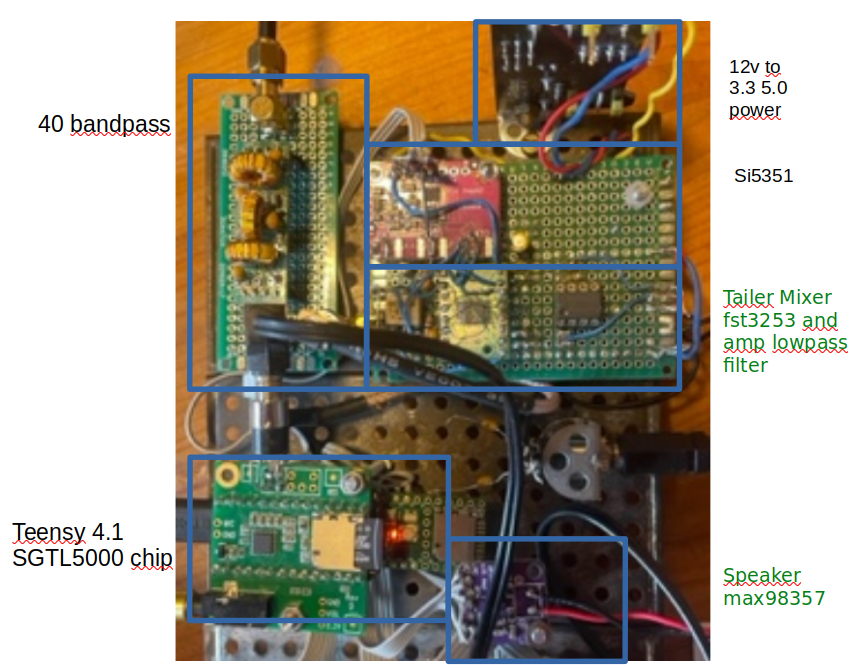 12v to
3.3 5.0
power
40 bandpass
Si5351
Tailer Mixer
fst3253 and
amp lowpass
filter
Teensy 4.1
SGTL5000 chip
Speaker
max98357